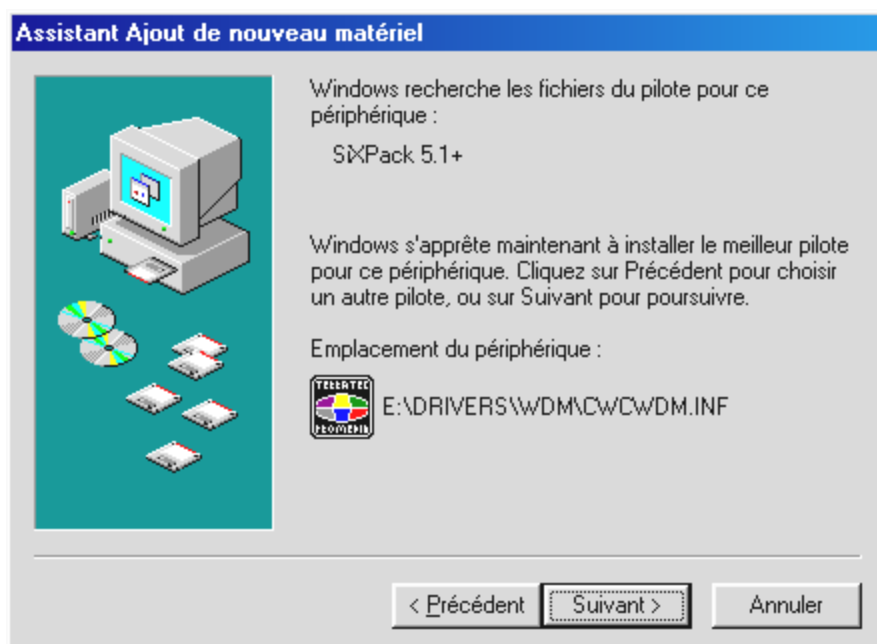 Assistant Ajout de nouveau matériel
Windows recherche les fichiers du pilote pour ce
périphérique :
SiXPack 5.1+
Windows s'apprête maintenant à installer le meilleur pilote
pour ce périphérique. Cliquez sur Précédent pour choisir
un autre pilote, ou sur Suivant pour poursuivre.
Emplacement du périphérique :
TERRATEC
PROMEDIA
E:\DRIVERS\WDM\CWCWDM.INF
< Précédent
Suivant >
Annuler